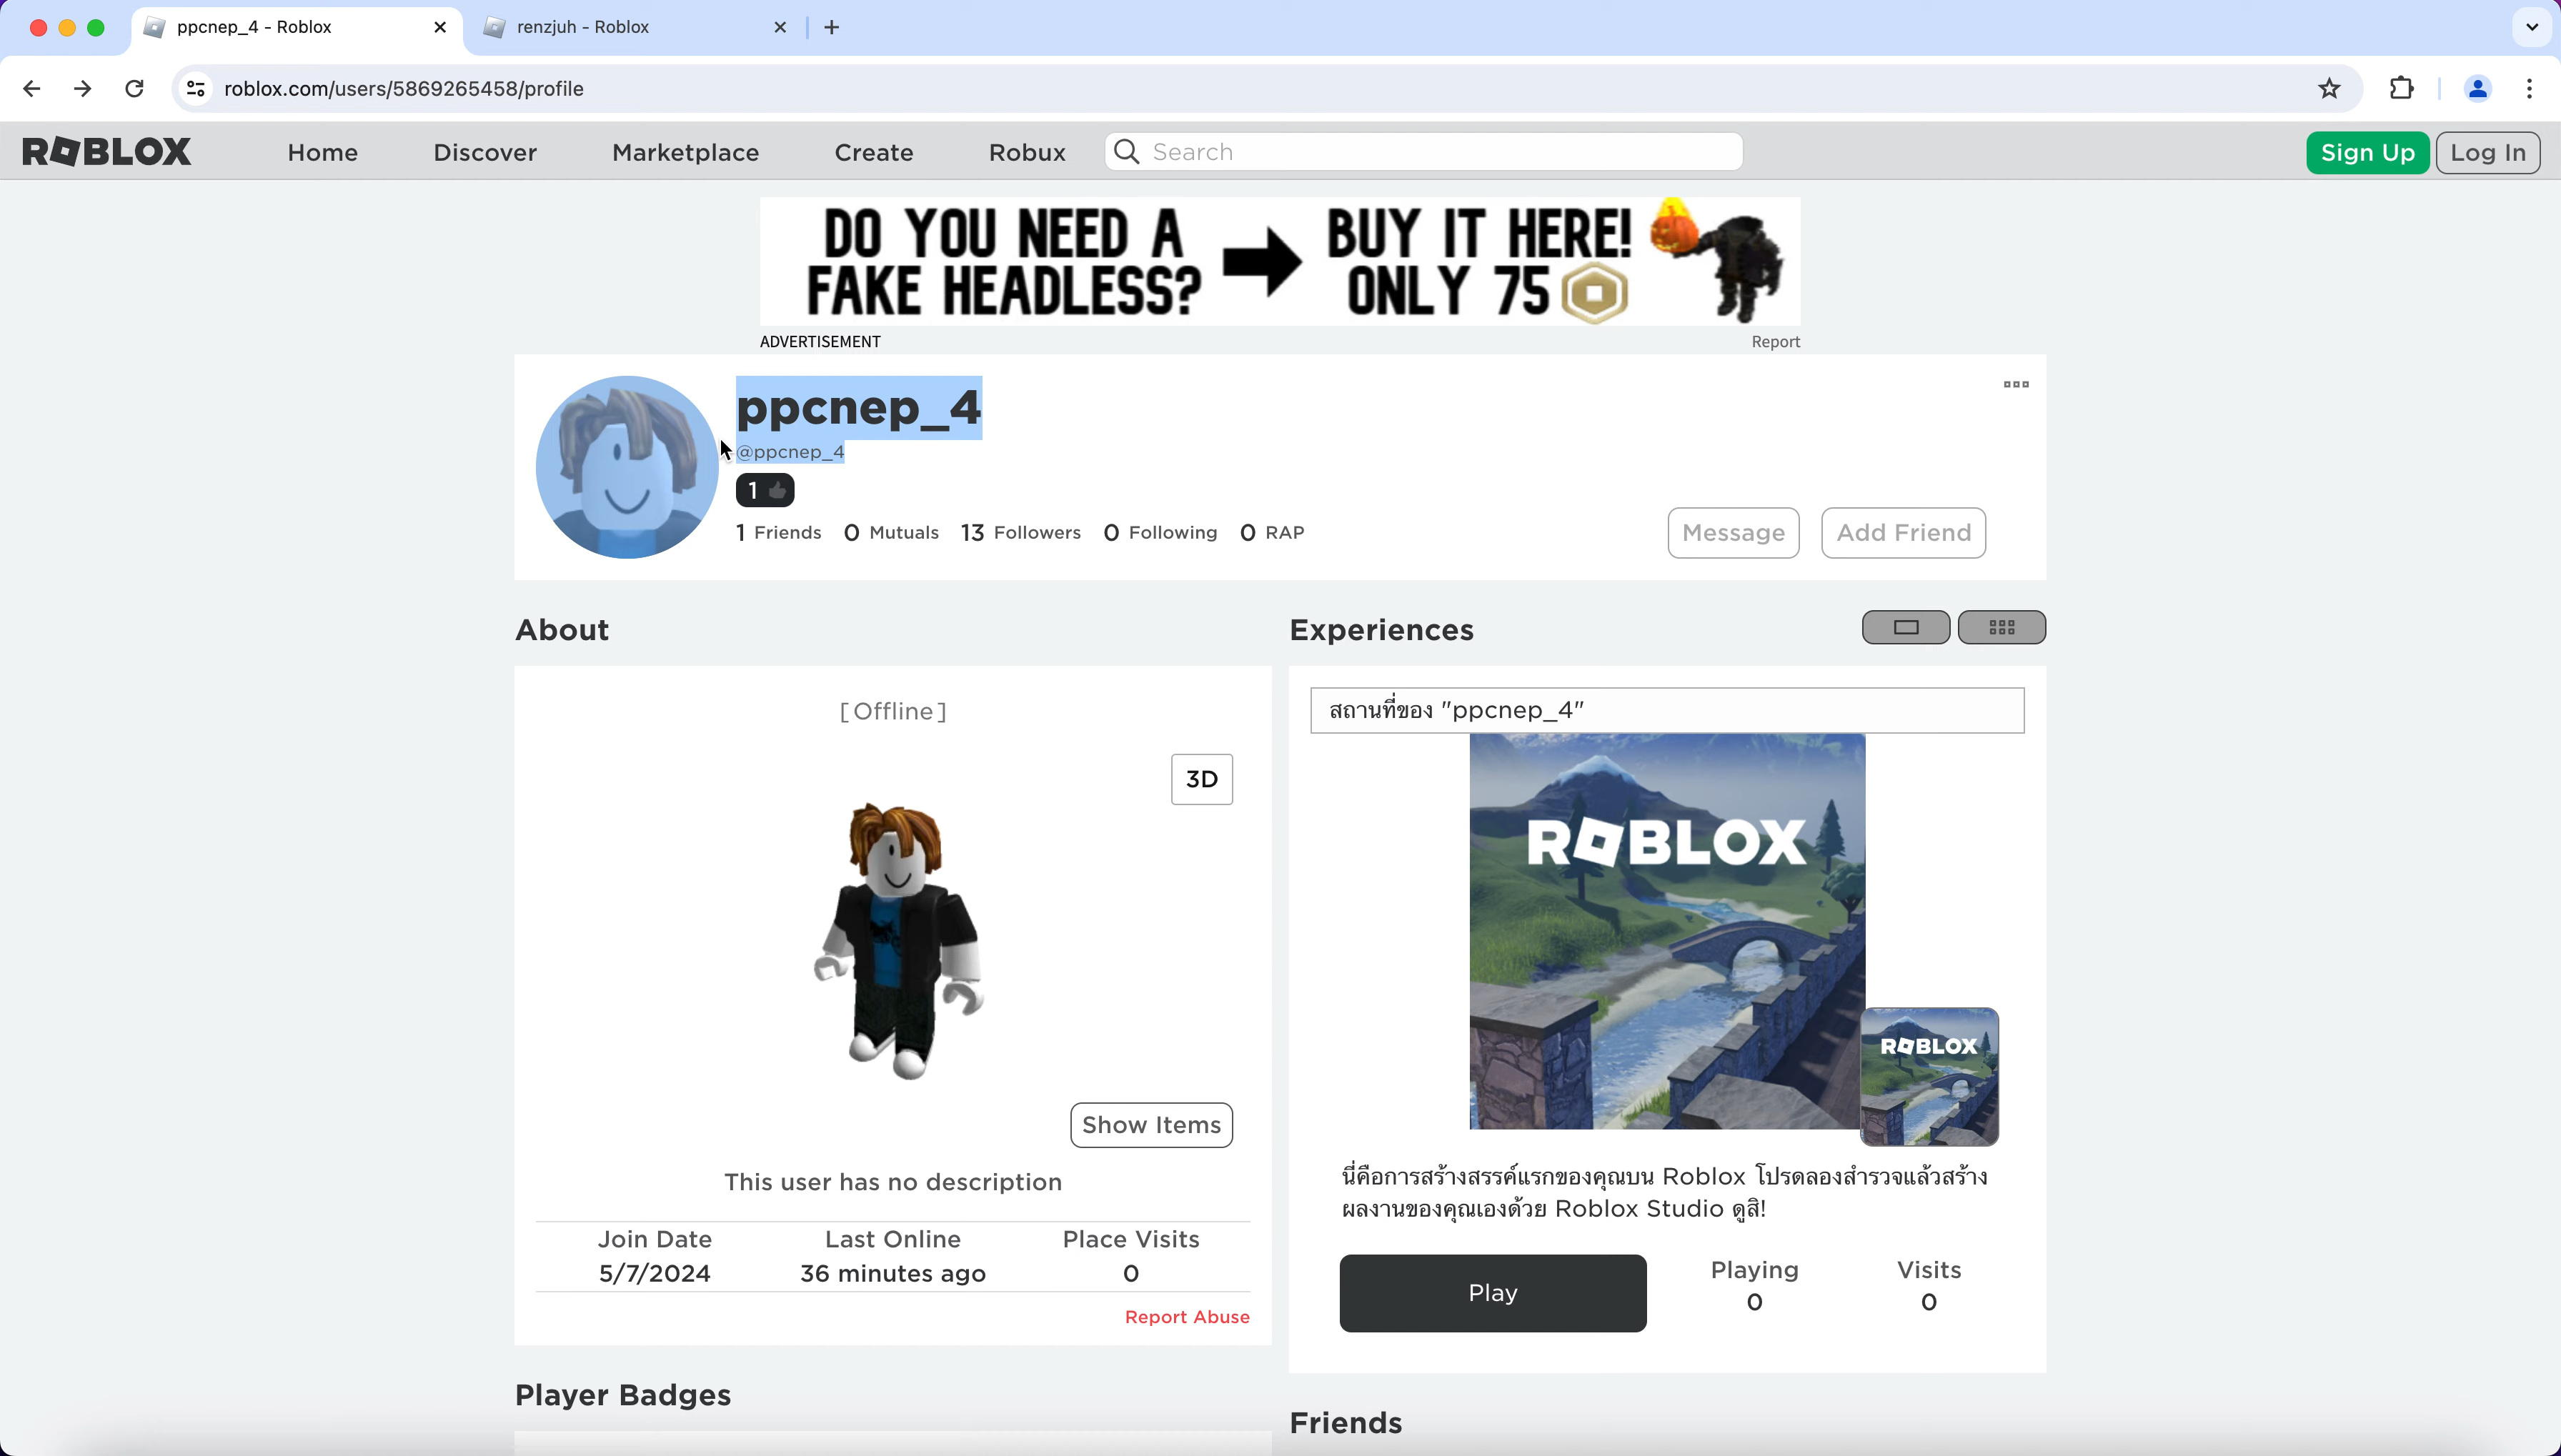 ppcnep_4 - Roblox
renzjuh - Roblox
roblox.com/users/5869265458/profile
ROBLOX
Home
Discover
Marketplace
Create
Robux
Search
Sign Up
Log In
DO YOU NEED A
FAKE HEADLESS?
BUY IT HERE!
ONLY 75
ADVERTISEMENT
Report
ppcnep_4
@ppcnep_4
1
1 Friends 0 Mutuals 13 Followers 0 Following 0 RAP
Message
Add Friend
About
[ Offline ]
3D
Show Items
This user has no description
Join Date Last Online Place Visits
5/7/2024 36 minutes ago 0
Report Abuse
Player Badges
Experiences
สถานที่ของ "ppcnep_4"
ROBLOX
ROBLOX
นี่คือการสร้างสรรค์แรกของคุณบน Roblox โปรดลองสำรวจแล้วสร้าง
ผลงานของคุณเองด้วย Roblox Studio ดูสิ!
Play
Playing Visits
0 0
Friends